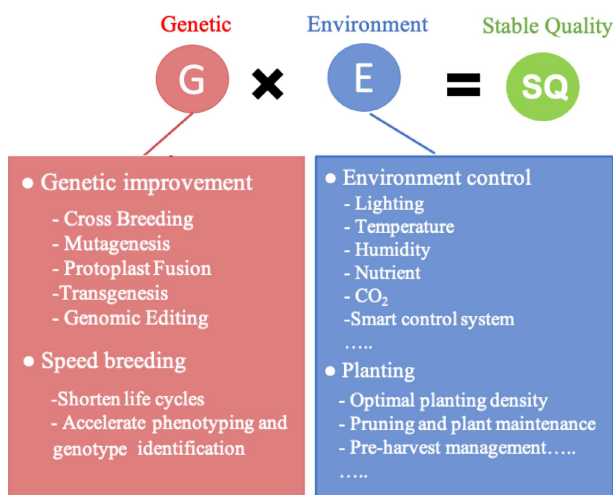 Genetic Environment Stable Quality
G × E = SQ
● Genetic improvement
- Cross Breeding
- Mutagenesis
- Protoplast Fusion
-Transgenesis
- Genomic Editing
● Speed breeding
-Shorten life cycles
- Accelerate phenotyping and
genotype identification
● Environment control
- Lighting
- Temperature
- Humidity
- Nutrient
- CO₂
-Smart control system
…..
● Planting
- Optimal planting density
- Pruning and plant maintenance
- Pre-harvest management…..
…..